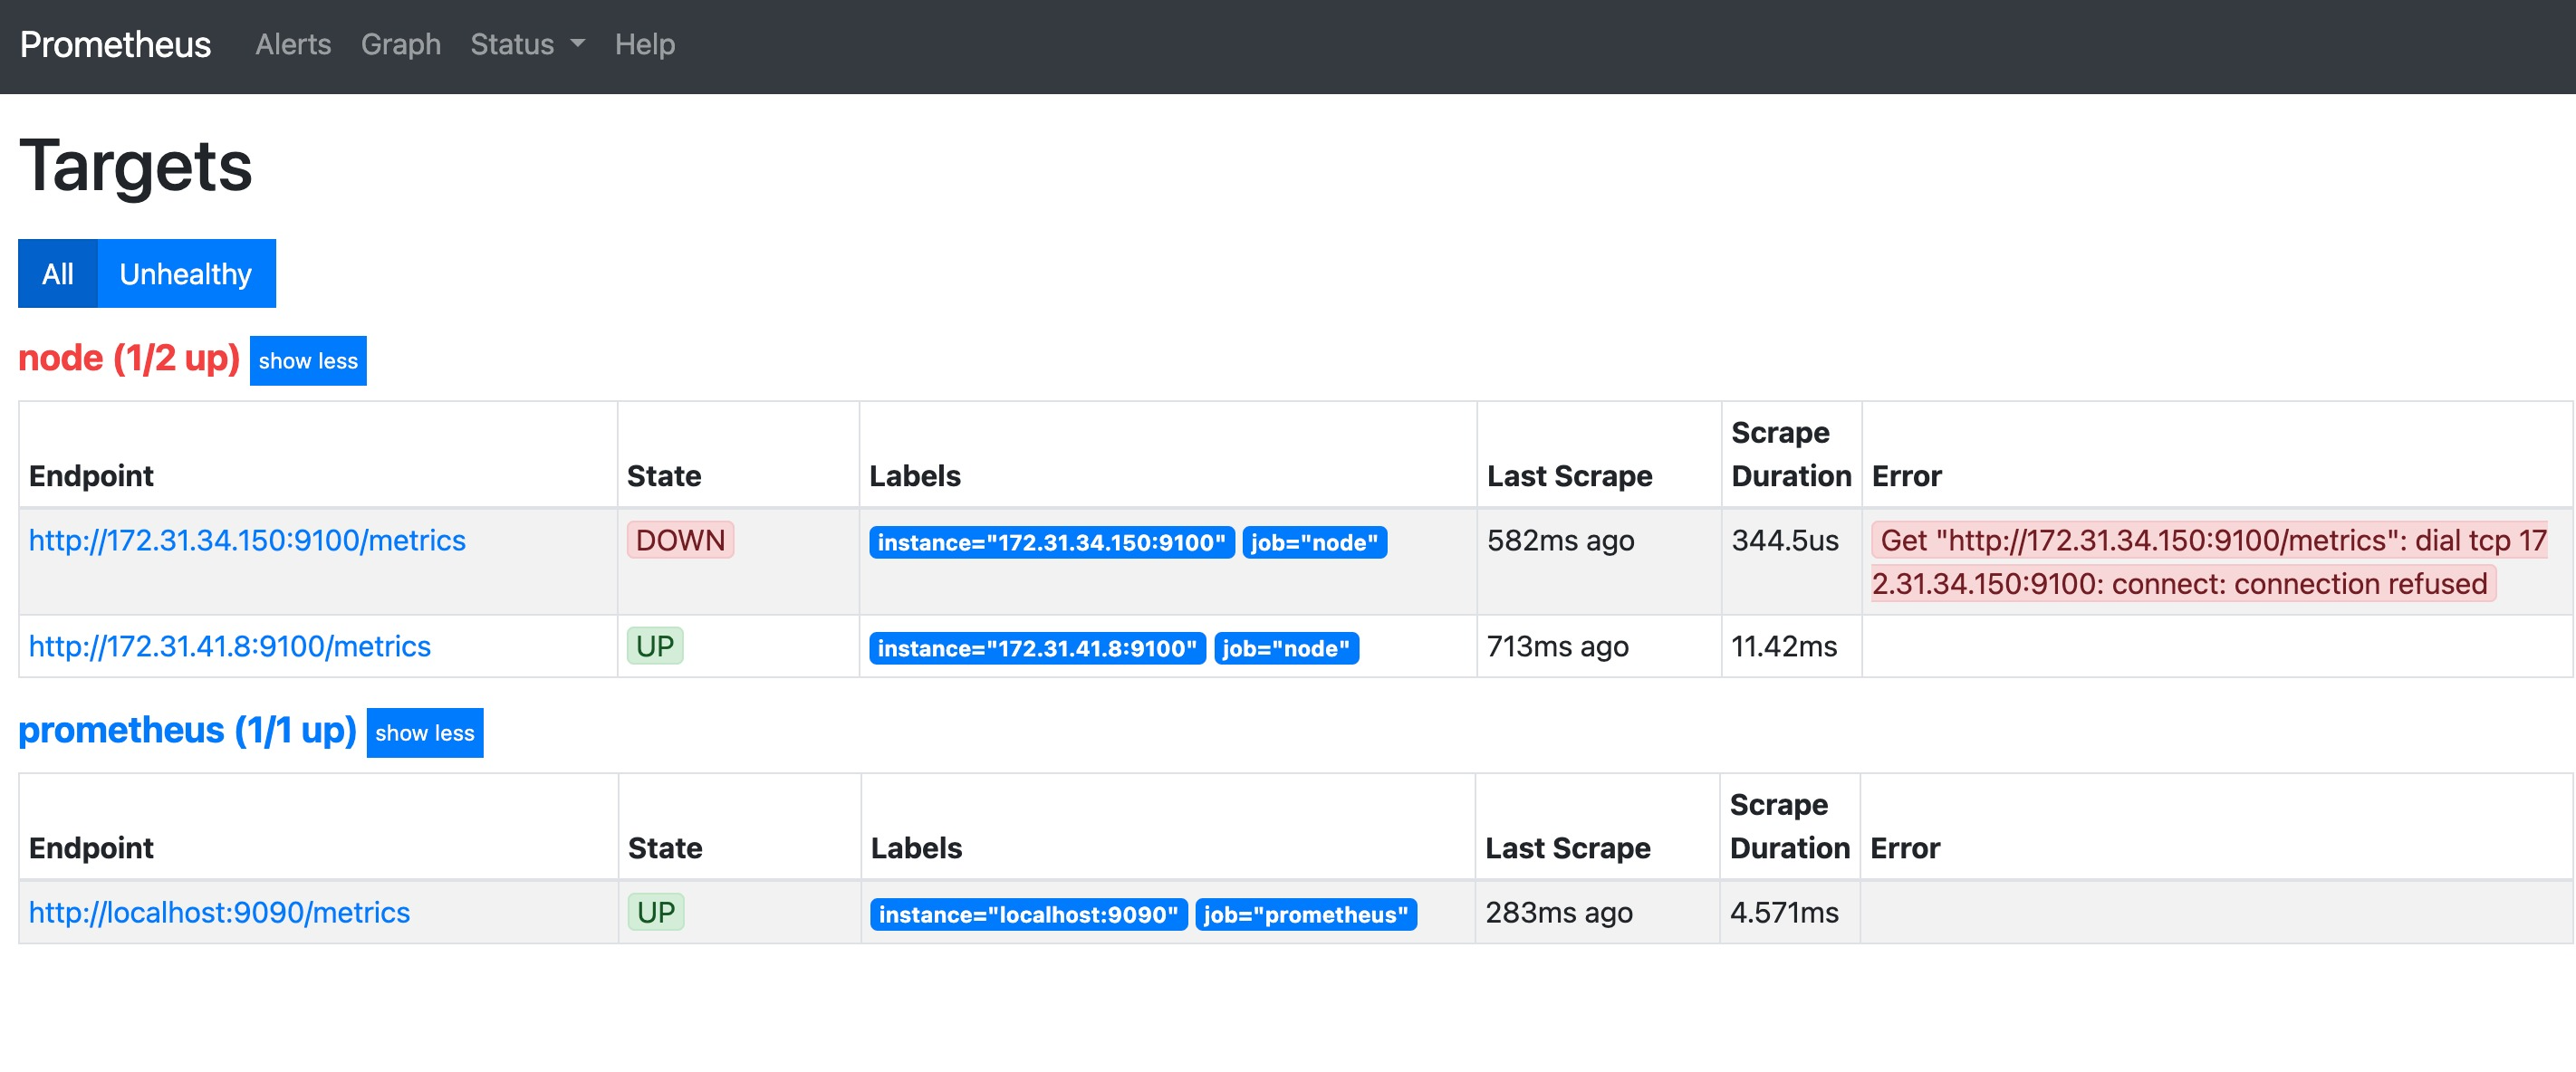 Prometheus Alerts Graph Status Help
Targets
All Unhealthy
node (1/2 up) show less
Endpoint State Labels Last Scrape Scrape Duration Error
http://172.31.34.150:9100/metrics DOWN instance="172.31.34.150:9100" job="node" 582ms ago 344.5us Get "http://172.31.34.150:9100/metrics": dial tcp 17
2.31.34.150:9100: connect: connection refused
http://172.31.41.8:9100/metrics UP instance="172.31.41.8:9100" job="node" 713ms ago 11.42ms
prometheus (1/1 up) show less
Endpoint State Labels Last Scrape Scrape Duration Error
http://localhost:9090/metrics UP instance="localhost:9090" job="prometheus" 283ms ago 4.571ms